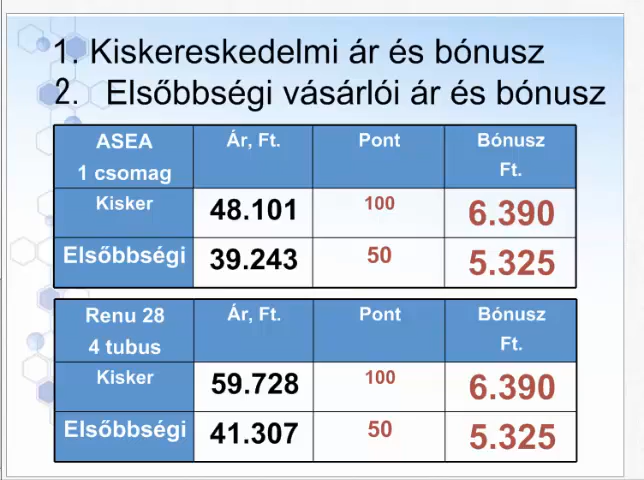 1. Kiskereskedelmi ár és bónusz
2. Elsőbbségi vásárlói ár és bónusz
ASEA 1 csomag Ár, Ft. Pont Bónusz Ft.
Kisker 48.101 100 6.390
Elsőbbségi 39.243 50 5.325
Renu 28 4 tubus Ár, Ft. Pont Bónusz Ft.
Kisker 59.728 100 6.390
Elsőbbségi 41.307 50 5.325